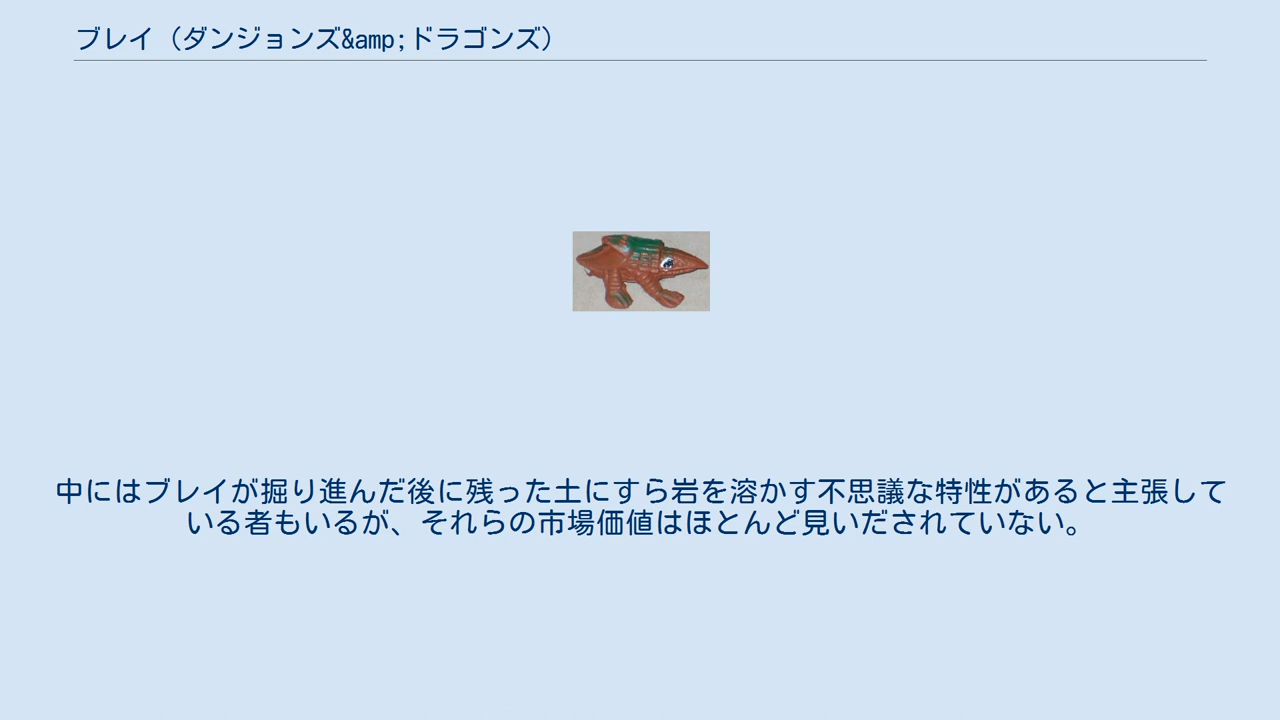 ブレイ（ダンジョンズ&amp;ドラゴンズ）
中にはブレイが掘り進んだ後に残った土にすら岩を溶かす不思議な特性があると主張して
いる者もいるが、それらの市場価値はほとんど見いだされていない。